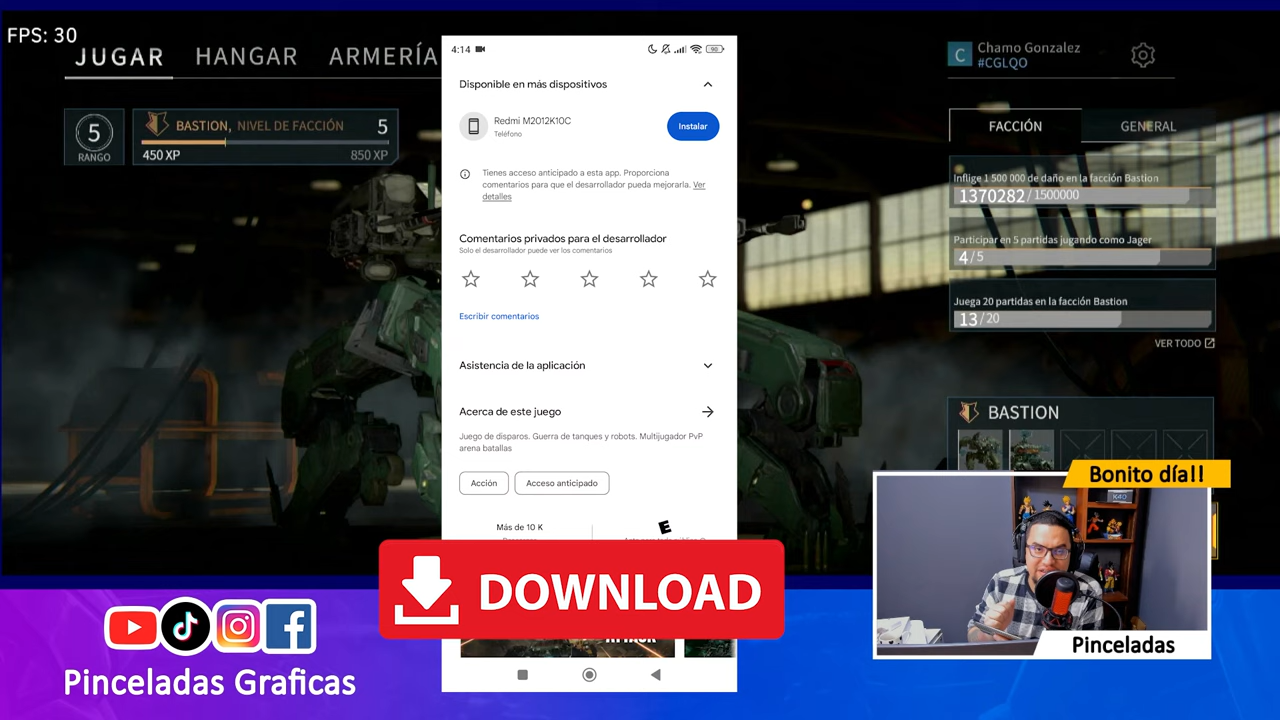 FPS: 30
JUGAR
HANGAR
ARMERÍA
C
Chamo Gonzalez
#CGLQO
5
RANGO
BASTION, NIVEL DE FACCIÓN
5
450 XP
850 XP
FACCIÓN
GENERAL
Inflige 1 500 000 de daño en la facción Bastion
1370282/1500000
Participar en 5 partidas jugando como Jager
4/5
Juega 20 partidas en la facción Bastion
13/20
VER TODO
BASTION
4:14
90
Disponible en más dispositivos
Redmi M2012K10C
Teléfono
Instalar
Tienes acceso anticipado a esta app. Proporciona
comentarios para que el desarrollador pueda mejorarla. Ver
detalles
Comentarios privados para el desarrollador
Solo el desarrollador puede ver los comentarios
Escribir comentarios
Asistencia de la aplicación
Acerca de este juego
Juego de disparos. Guerra de tanques y robots. Multijugador PvP
arena batallas
Acción
Acceso anticipado
Más de 10 K
E
DOWNLOAD
Bonito día!!
K40
Pinceladas
Pinceladas Graficas